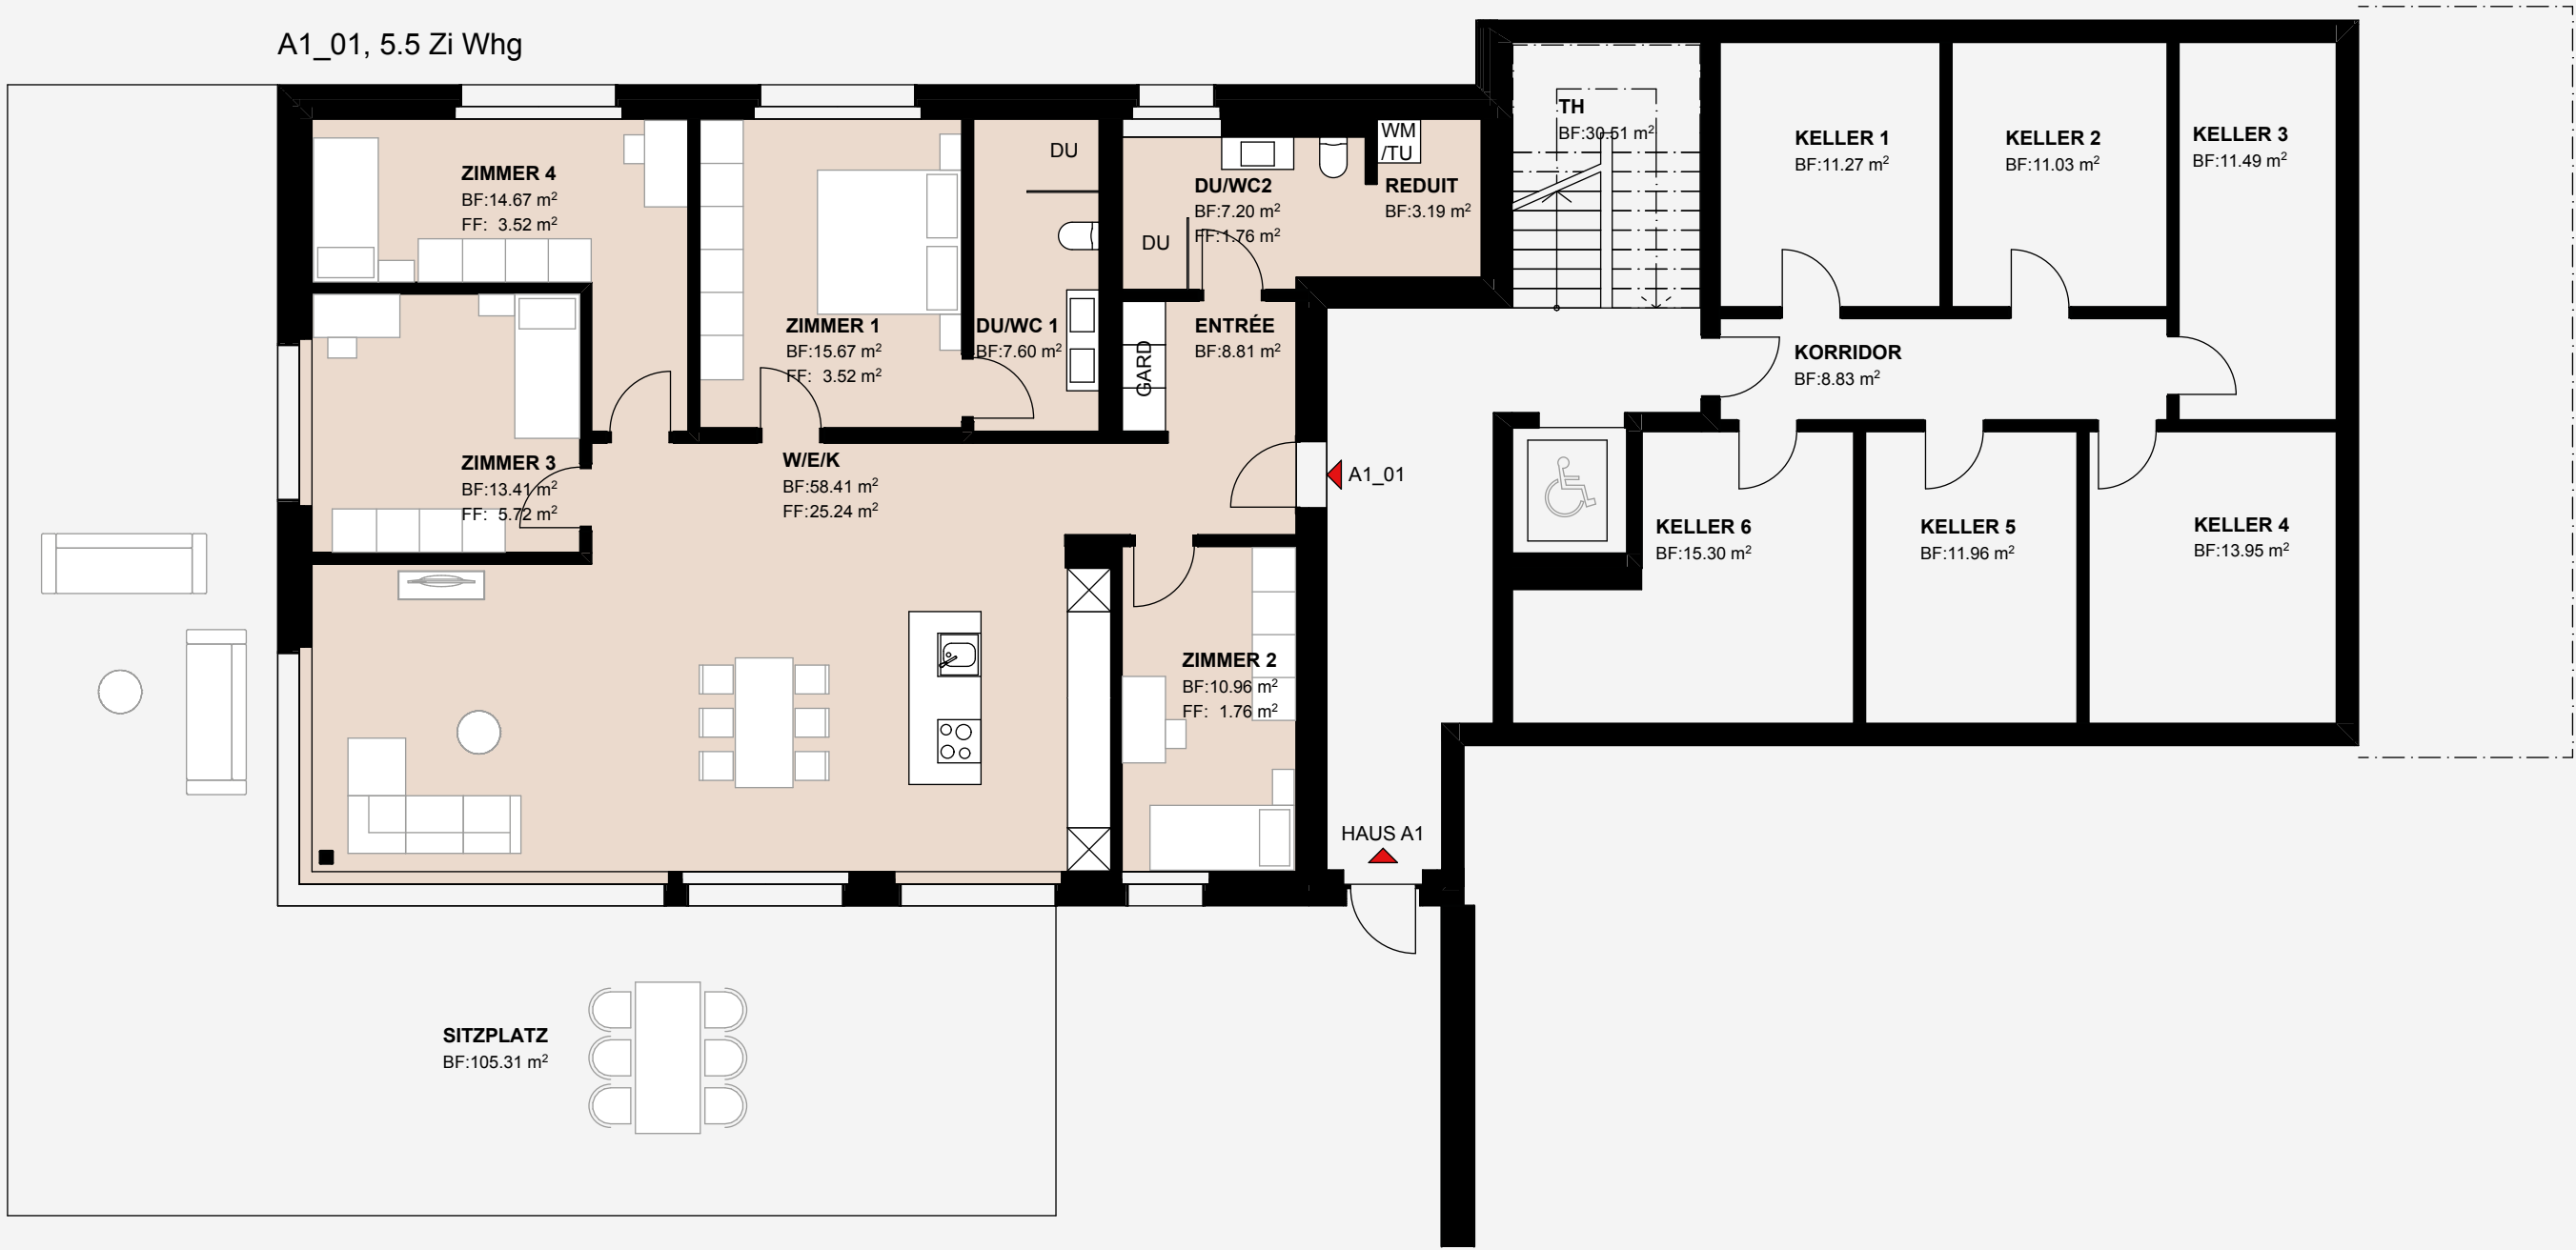 A1_01, 5.5 Zi Whg
ZIMMER 4
BF:14.67 m²
FF: 3.52 m²
ZIMMER 1
BF:15.67 m²
FF: 3.52 m²
DU
DU/WC 1
BF:7.60 m²
DU/WC2
BF:7.20 m²
FF:1.76 m²
DU
WM
/TU
REDUIT
BF:3.19 m²
TH
BF:30.51 m²
KELLER 1
BF:11.27 m²
KELLER 2
BF:11.03 m²
KELLER 3
BF:11.49 m²
ENTRÉE
BF:8.81 m²
GARD
KORRIDOR
BF:8.83 m²
ZIMMER 3
BF:13.41 m²
FF: 5.72 m²
W/E/K
BF:58.41 m²
FF:25.24 m²
A1_01
KELLER 6
BF:15.30 m²
KELLER 5
BF:11.96 m²
KELLER 4
BF:13.95 m²
ZIMMER 2
BF:10.96 m²
FF: 1.76 m²
HAUS A1
SITZPLATZ
BF:105.31 m²